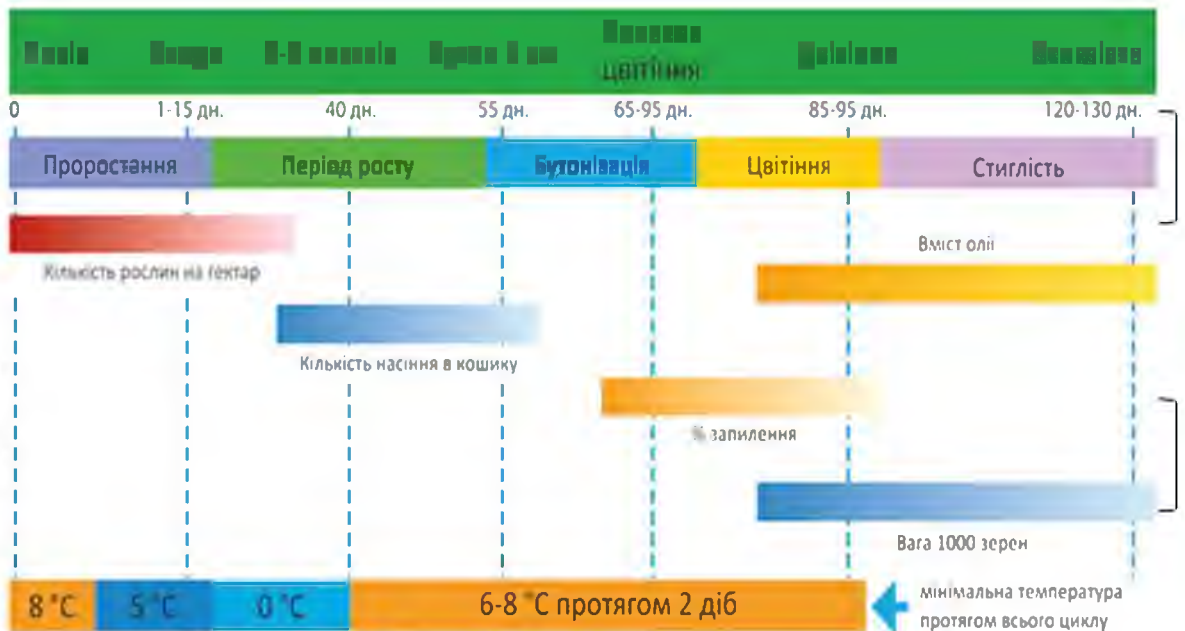 цвітіння
0 1-15 дн. 40 дн. 55 дн. 65-95 дн. 85-95 дн. 120-130 дн.
Проростання Період росту Бутонівація Цвітіння Стиглість
Кількість рослин на гектар
Вміст олії
Кількість насіння в кошику
% запилення
Вага 1000 зерен
8 °C 5 °C 0 °C 6-8 °C протягом 2 діб
мінімальна температура
протягом всього циклу